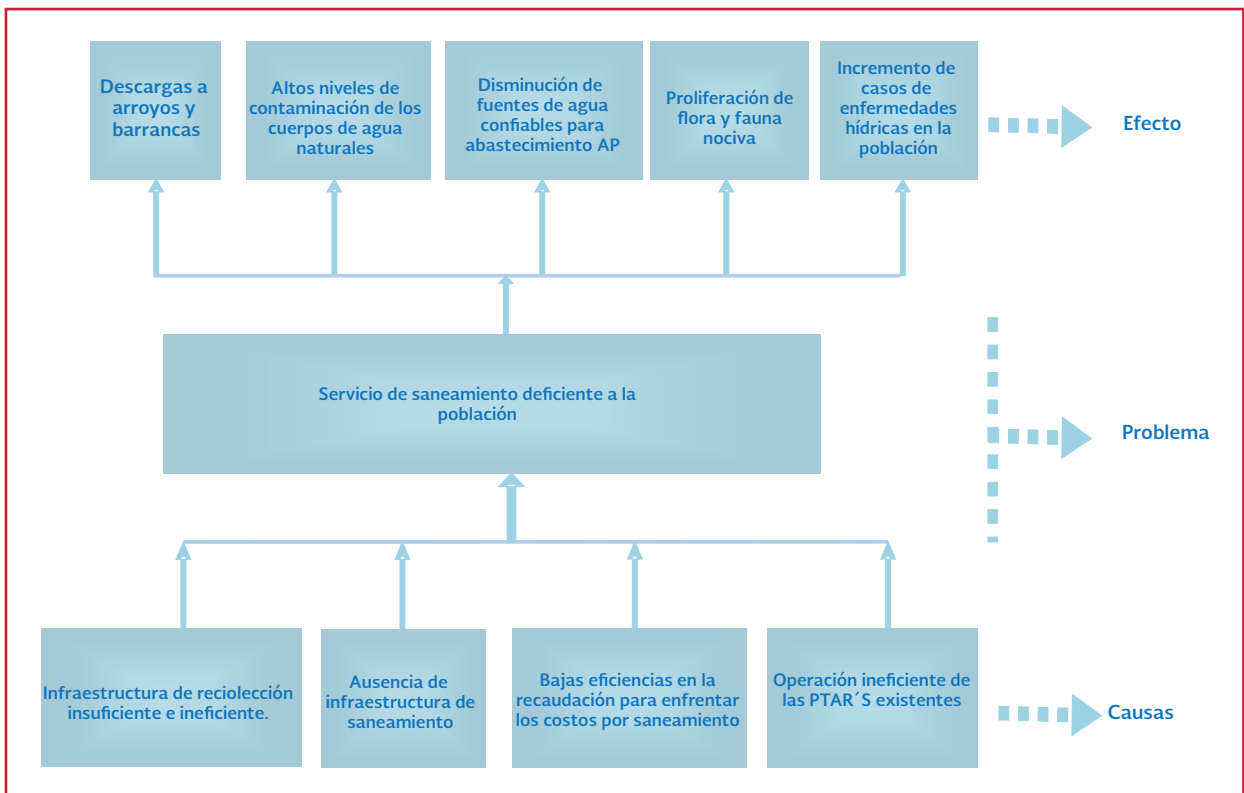 Descargas a
arroyos y
barrancas
Altos niveles de
contaminación de los
cuerpos de agua
naturales
Disminución de
fuentes de agua
confiables para
abastecimiento AP
Proliferación de
flora y fauna
nociva
Incremento de
casos de
enfermedades
hídricas en la
población
Efecto
Servicio de saneamiento deficiente a la
población
Problema
Infraestructura de reciolección
insuficiente e ineficiente.
Ausencia de
infraestructura de
saneamiento
Bajas eficiencias en la
recaudación para enfrentar
los costos por saneamiento
Operación ineficiente de
las PTAR´S existentes
Causas